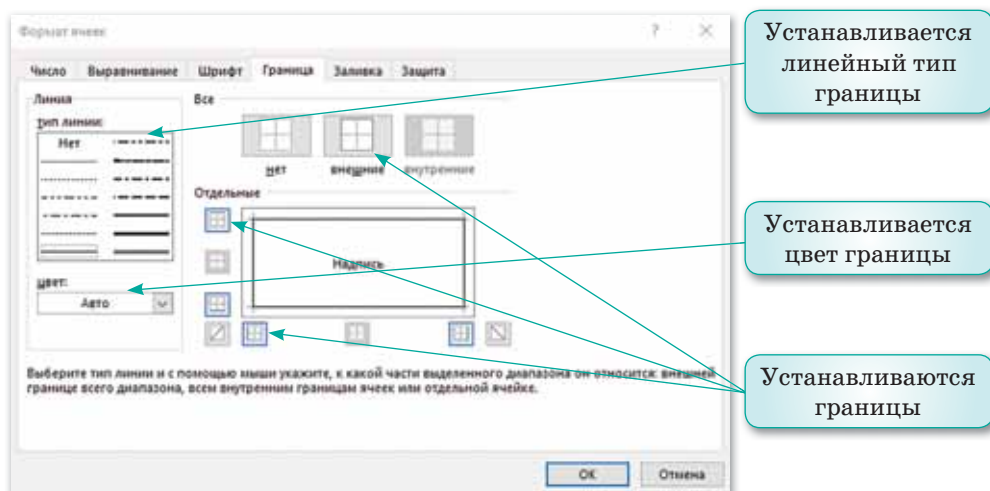 Формат ячеек
Число Выравнивание Шрифт Граница Заливка Защита
Линия
Тип линии:
Нет
Цвет:
Авто
Все
нет внешние внутренние
Отдельные
Надпись
Выберите тип линии и с помощью мыши укажите, к какой части выделенного диапазона он относится: внешней
границе всего диапазона, всем внутренним границам ячеек или отдельной ячейке.
ОК Отмена
Устанавливается
линейный тип
границы
Устанавливается
цвет границы
Устанавливаются
границы